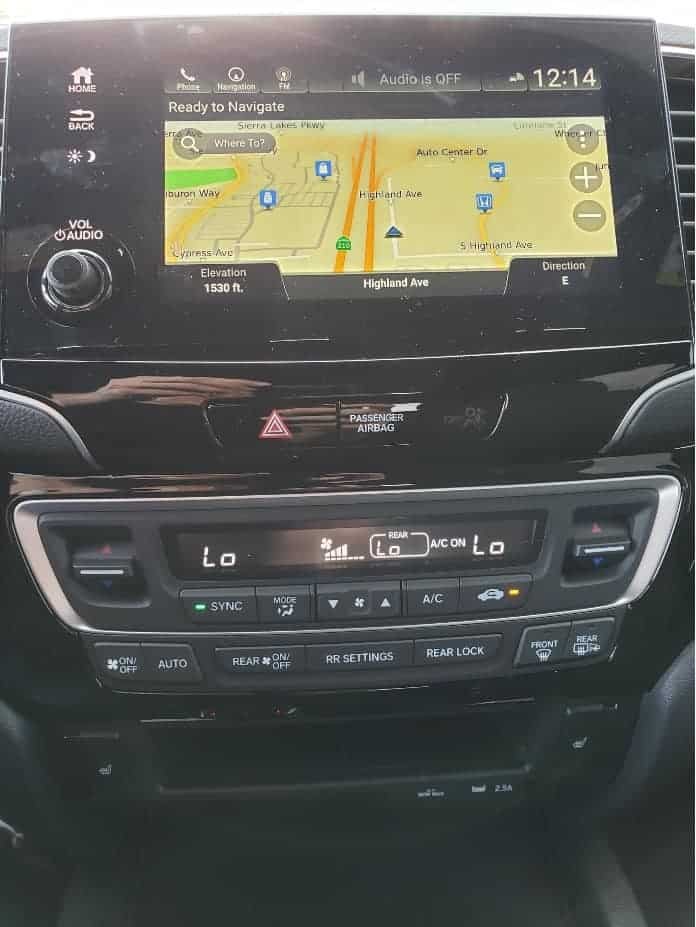 HOME
Phone
Navigation
FM
Audio is OFF
12:14
Ready to Navigate
BACK
Sierra Lakes Pkwy
Where To?
Auto Center Dr
iburon Way
Highland Ave
VOL
AUDIO
210
S Highland Ave
Cypress Ave
Elevation
1530 ft.
Highland Ave
Direction
E
PASSENGER
AIRBAG
Lo
REAR
Lo
A/C ON
Lo
SYNC
MODE
A/C
ON/
OFF
AUTO
REAR ON/
OFF
RR SETTINGS
REAR LOCK
FRONT
REAR
2.5A